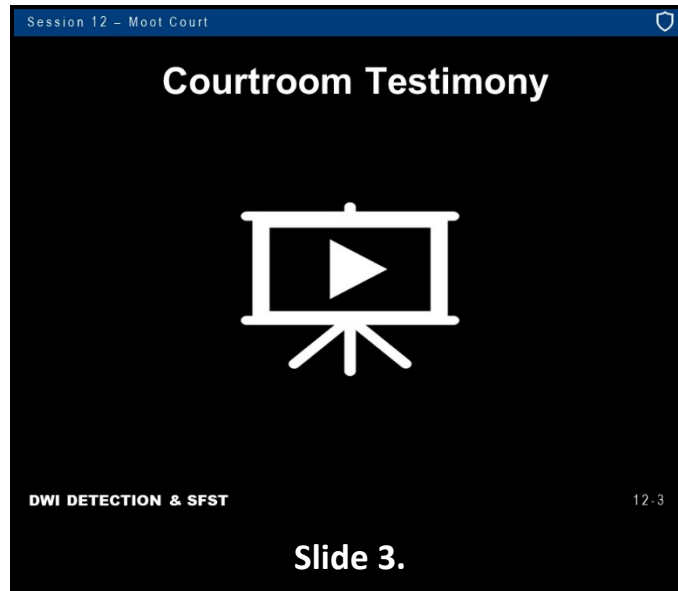 Session 12 – Moot Court
Courtroom Testimony
DWI DETECTION & SFST
12-3
Slide 3.